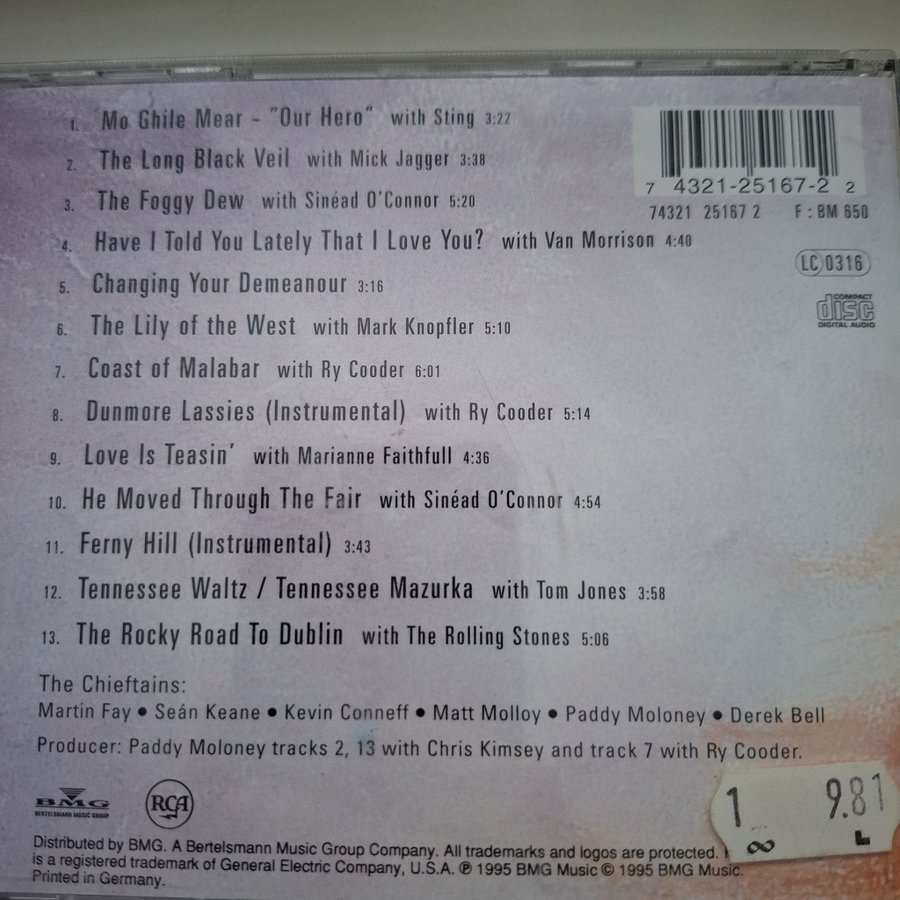 1. Mo Ghile Mear - "Our Hero" with Sting 3:22
2. The Long Black Veil with Mick Jagger 3:38
3. The Foggy Dew with Sinéad O'Connor 5:20
4. Have I Told You Lately That I Love You? with Van Morrison 4:40
5. Changing Your Demeanour 3:16
6. The Lily of the West with Mark Knopfler 5:10
7. Coast of Malabar with Ry Cooder 6:01
8. Dunmore Lassies (Instrumental) with Ry Cooder 5:14
9. Love Is Teasin' with Marianne Faithfull 4:36
10. He Moved Through The Fair with Sinéad O'Connor 4:54
11. Ferny Hill (Instrumental) 3:43
12. Tennessee Waltz / Tennessee Mazurka with Tom Jones 3:58
13. The Rocky Road To Dublin with The Rolling Stones 5:06
7 4321-25167-2 2
74321 25167 2 F: BM 650
LC 0316
COMPACT
disc
DIGITAL AUDIO
The Chieftains:
Martin Fay • Seán Keane • Kevin Conneff • Matt Molloy • Paddy Moloney • Derek Bell
Producer: Paddy Moloney tracks 2, 13 with Chris Kimsey and track 7 with Ry Cooder.
BMG
BERTELSMANN MUSIC GROUP
RCA
1 9.81
∞ L
Distributed by BMG. A Bertelsmann Music Group Company. All trademarks and logos are protected.
is a registered trademark of General Electric Company, U.S.A. ℗ 1995 BMG Music © 1995 BMG Music.
Printed in Germany.